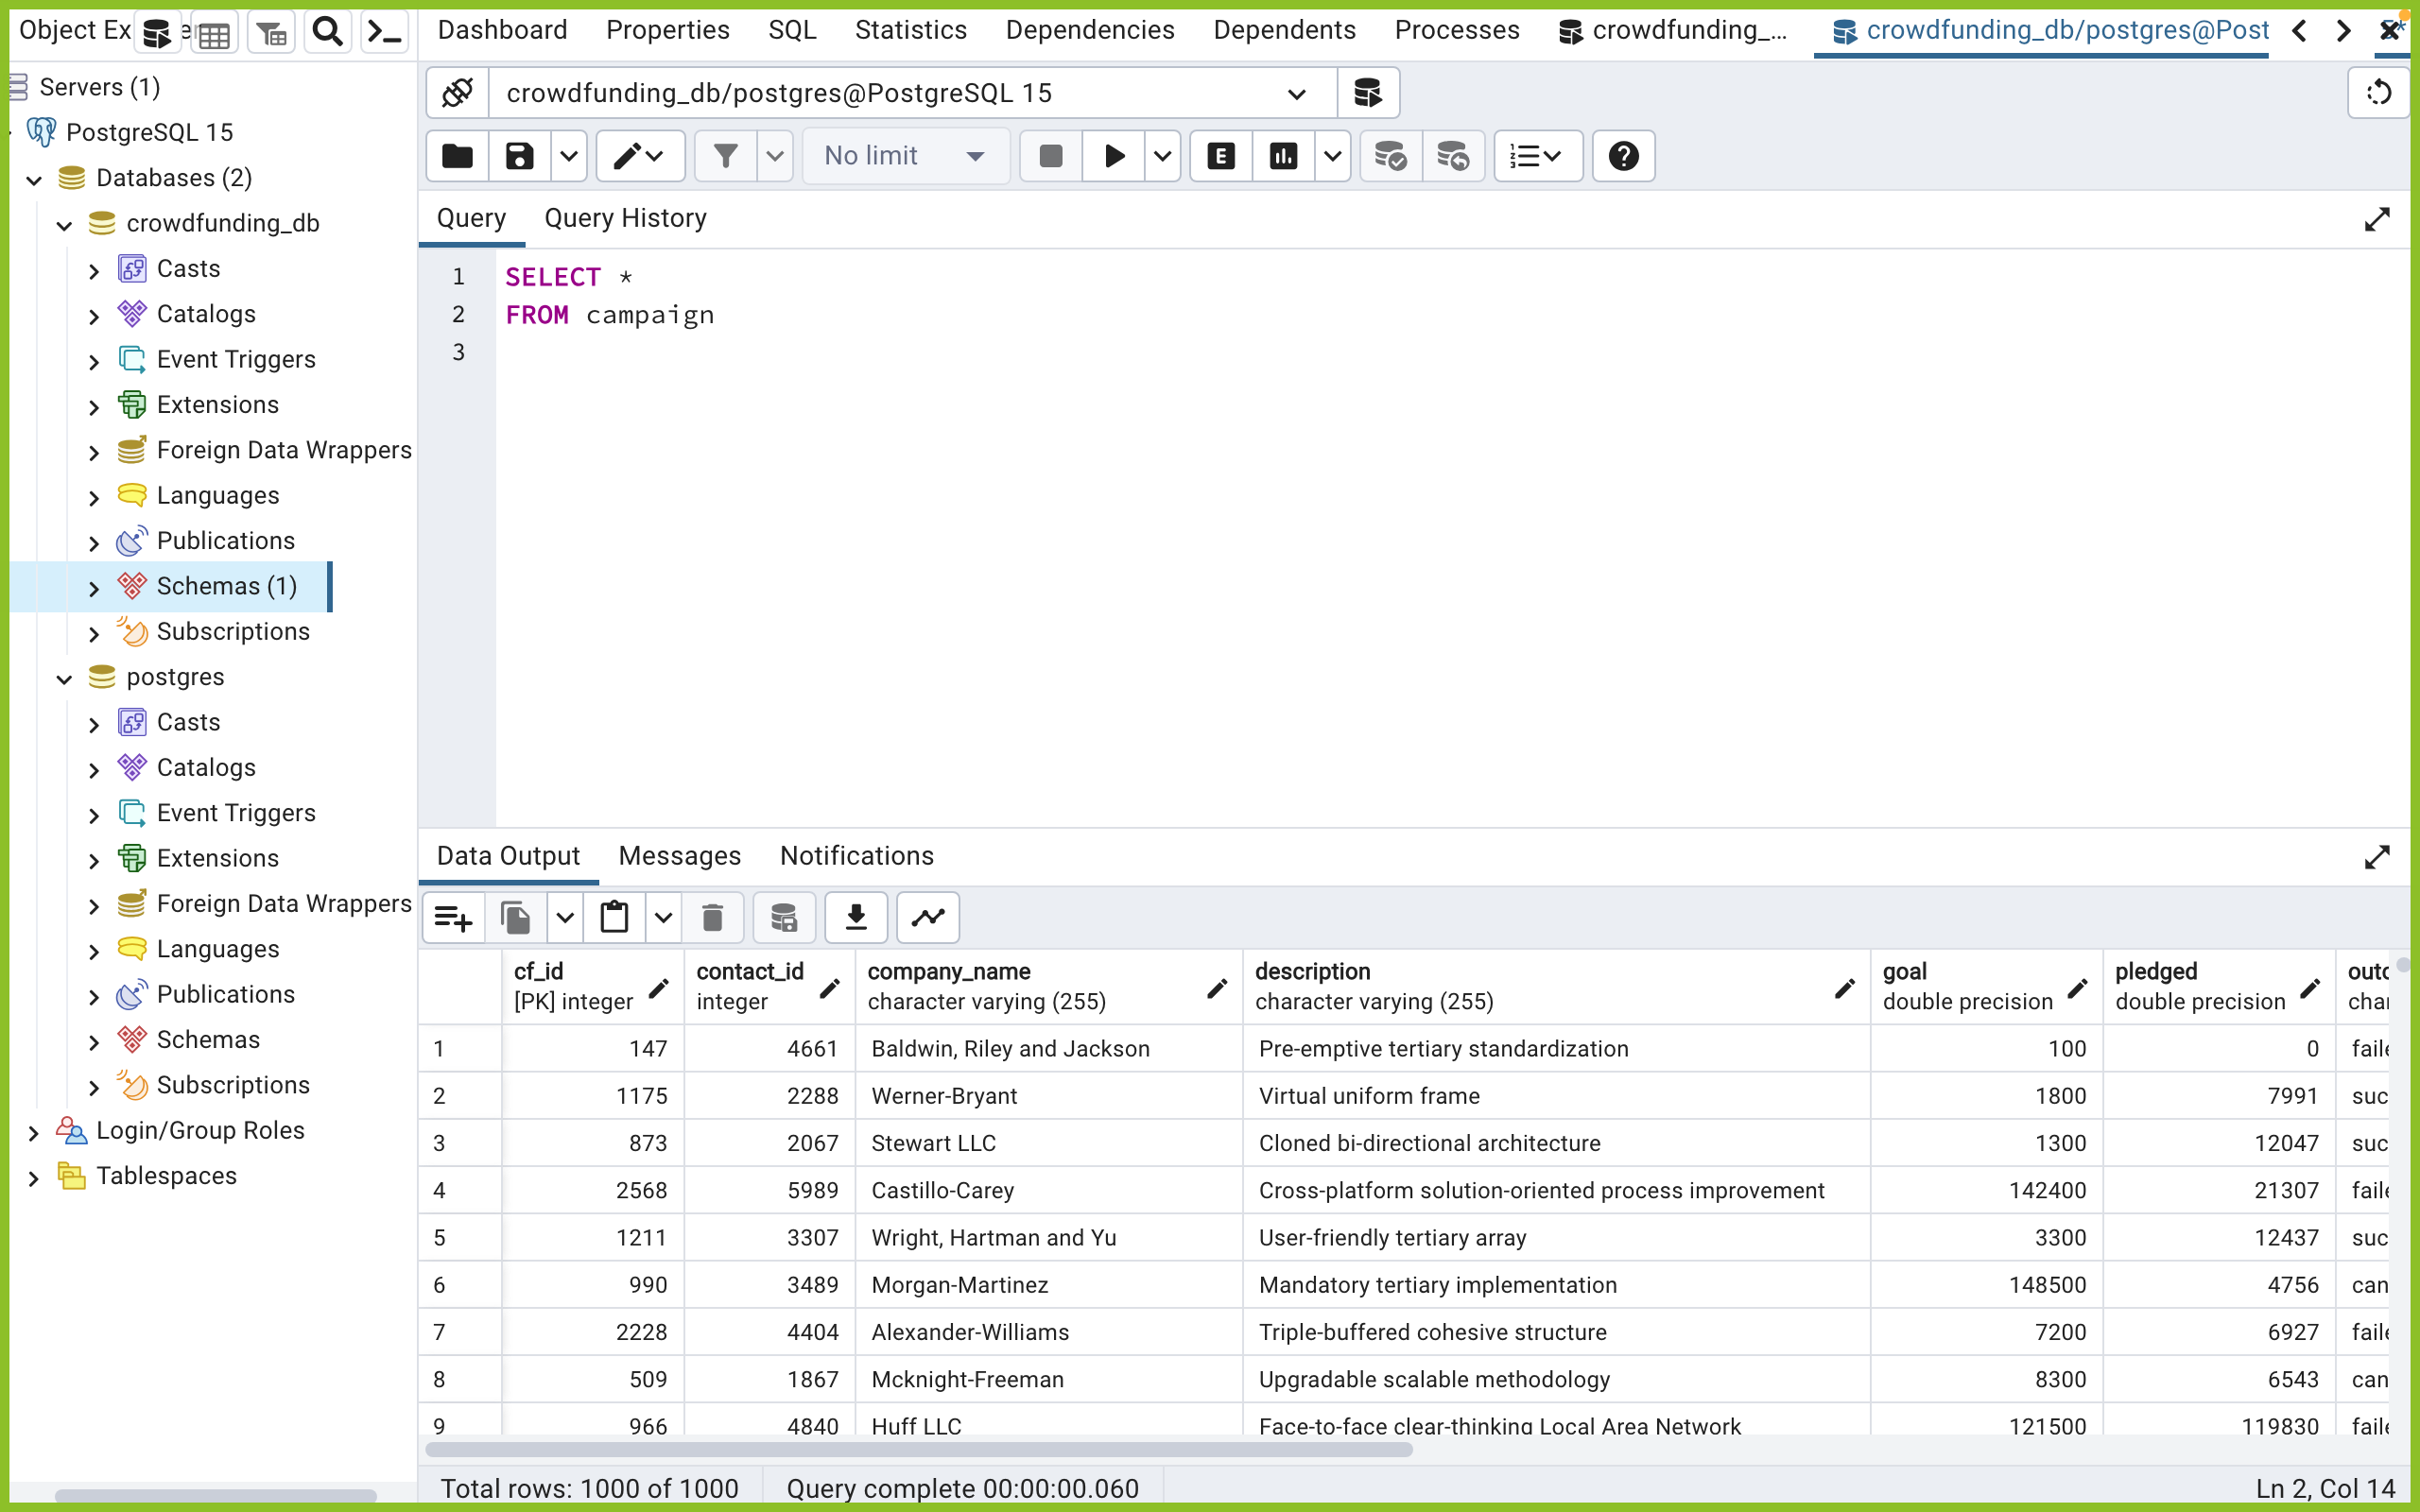 Object Ex
Dashboard Properties SQL Statistics Dependencies Dependents Processes crowdfunding_... crowdfunding_db/postgres@Post
Servers (1)
PostgreSQL 15
Databases (2)
crowdfunding_db
Casts
Catalogs
Event Triggers
Extensions
Foreign Data Wrappers
Languages
Publications
Schemas (1)
Subscriptions
postgres
Casts
Catalogs
Event Triggers
Extensions
Foreign Data Wrappers
Languages
Publications
Schemas
Subscriptions
Login/Group Roles
Tablespaces
crowdfunding_db/postgres@PostgreSQL 15
No limit E
Query Query History
1 SELECT *
2 FROM campaign
3
Data Output Messages Notifications
cf_id contact_id company_name description goal pledged outc
[PK] integer integer character varying (255) character varying (255) double precision double precision char
1 147 4661 Baldwin, Riley and Jackson Pre-emptive tertiary standardization 100 0 faile
2 1175 2288 Werner-Bryant Virtual uniform frame 1800 7991 suc
3 873 2067 Stewart LLC Cloned bi-directional architecture 1300 12047 suc
4 2568 5989 Castillo-Carey Cross-platform solution-oriented process improvement 142400 21307 faile
5 1211 3307 Wright, Hartman and Yu User-friendly tertiary array 3300 12437 suc
6 990 3489 Morgan-Martinez Mandatory tertiary implementation 148500 4756 can
7 2228 4404 Alexander-Williams Triple-buffered cohesive structure 7200 6927 faile
8 509 1867 Mcknight-Freeman Upgradable scalable methodology 8300 6543 can
9 966 4840 Huff LLC Face-to-face clear-thinking Local Area Network 121500 119830 faile
Total rows: 1000 of 1000 Query complete 00:00:00.060 Ln 2, Col 14